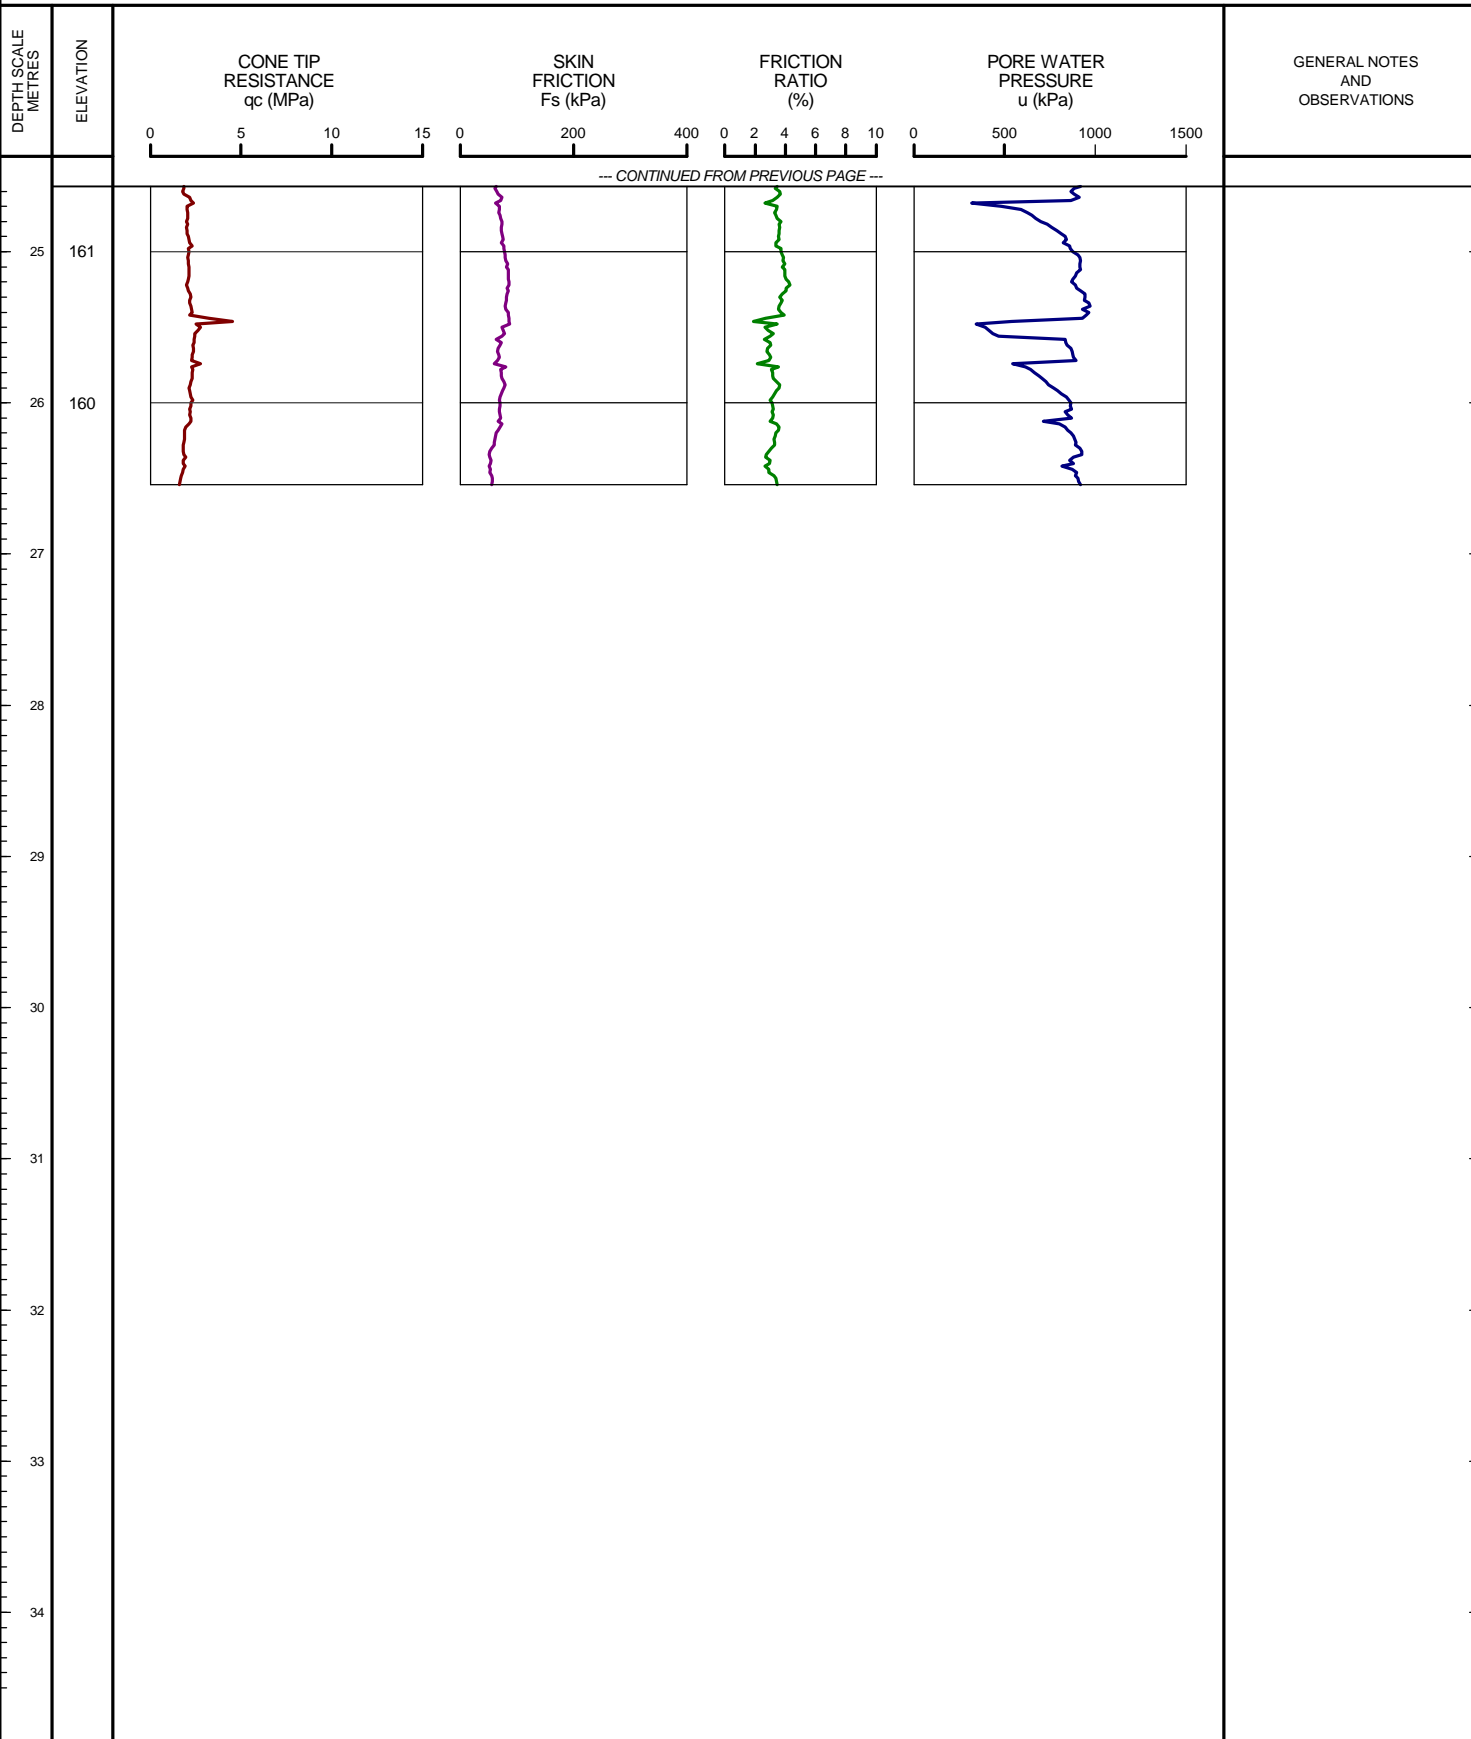 DEPTH SCALE
METRES
ELEVATION
CONE TIP
RESISTANCE
qc (MPa)
SKIN
FRICTION
Fs (kPa)
FRICTION
RATIO
(%)
PORE WATER
PRESSURE
u (kPa)
GENERAL NOTES
AND
OBSERVATIONS
0 5 10 15 0 200 400 0 2 4 6 8 10 0 500 1000 1500
--- CONTINUED FROM PREVIOUS PAGE ---
25 161
26 160
27
28
29
30
31
32
33
34